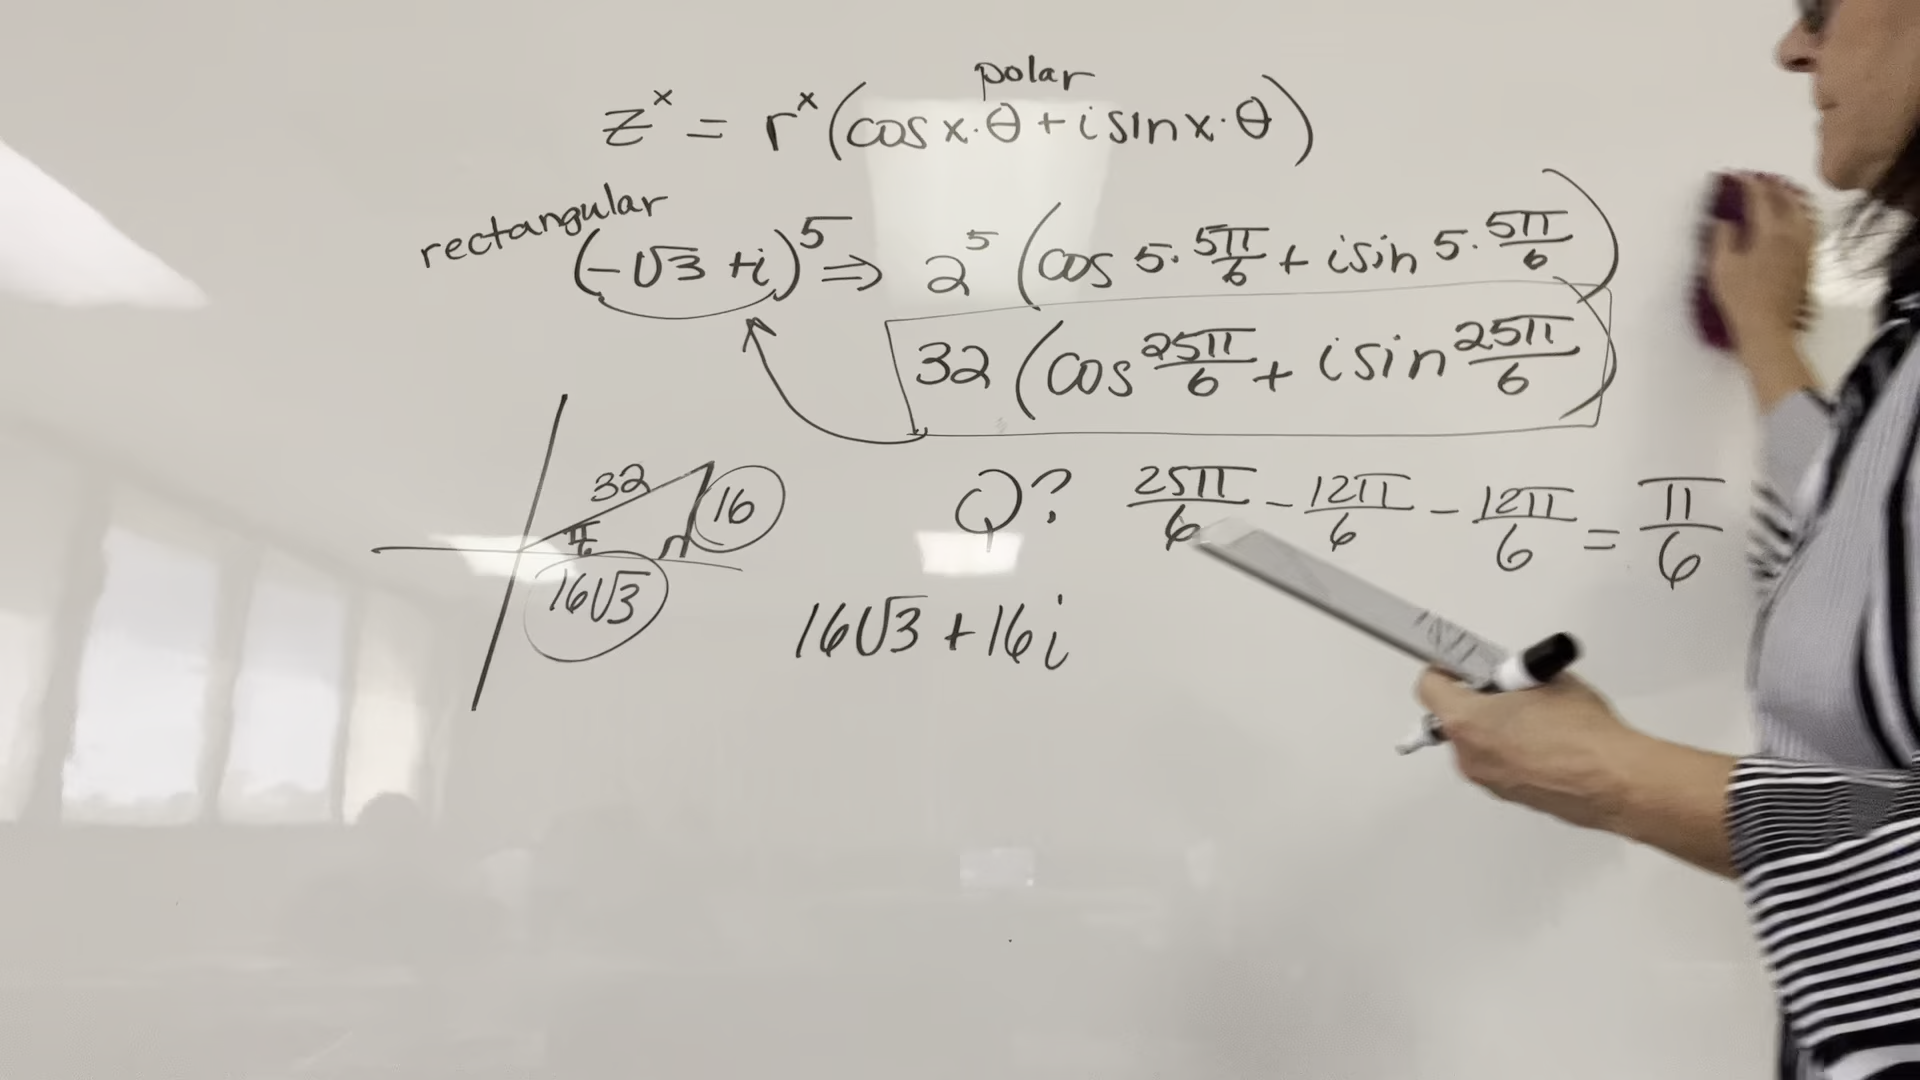 polar
z^x = r^x (cos x·θ + i sin x·θ)
rectangular
(-√3 + i)^5 ⇒ 2^5 (cos 5·5π/6 + i sin 5·5π/6)
32 (cos 25π/6 + i sin 25π/6)
32
16
π/6
16√3
Q? 25π/6 - 12π/6 - 12π/6 = π/6
16√3 + 16i